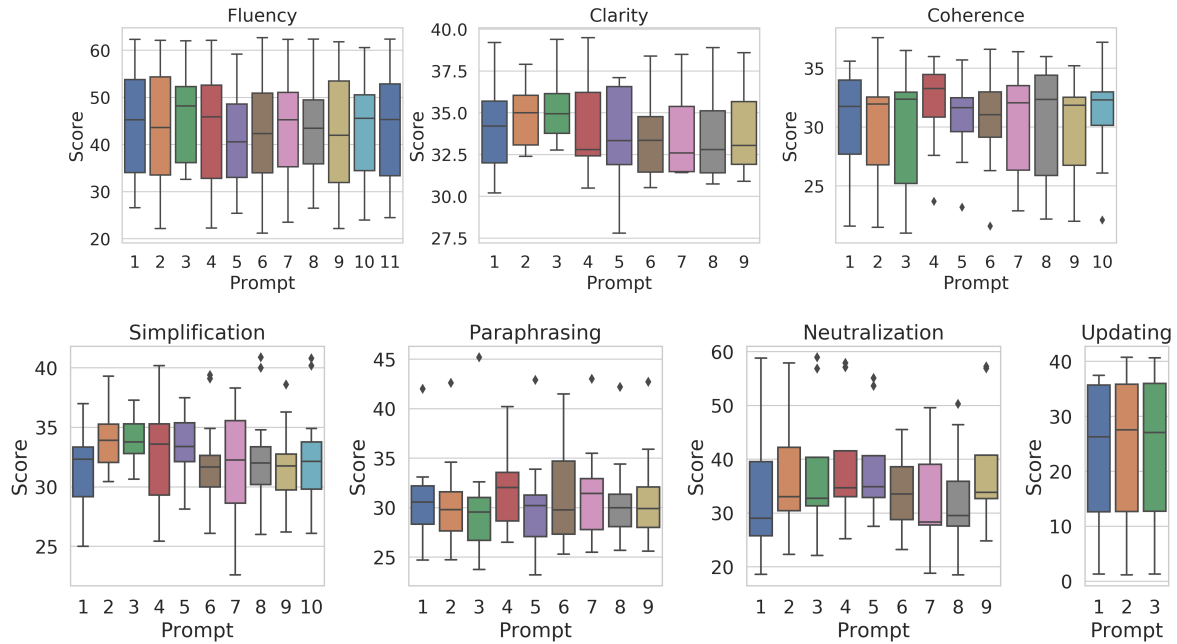 Fluency
60
50
40
30
20
Score
1 2 3 4 5 6 7 8 9 10 11
Prompt
Clarity
40.0
37.5
35.0
32.5
30.0
27.5
Score
1 2 3 4 5 6 7 8 9
Prompt
Coherence
35
30
25
Score
1 2 3 4 5 6 7 8 9 10
Prompt
Simplification
40
35
30
25
Score
1 2 3 4 5 6 7 8 9 10
Prompt
Paraphrasing
45
40
35
30
25
Score
1 2 3 4 5 6 7 8 9
Prompt
Neutralization
60
50
40
30
20
Score
1 2 3 4 5 6 7 8 9
Prompt
Updating
40
30
20
10
0
Score
1 2 3
Prompt